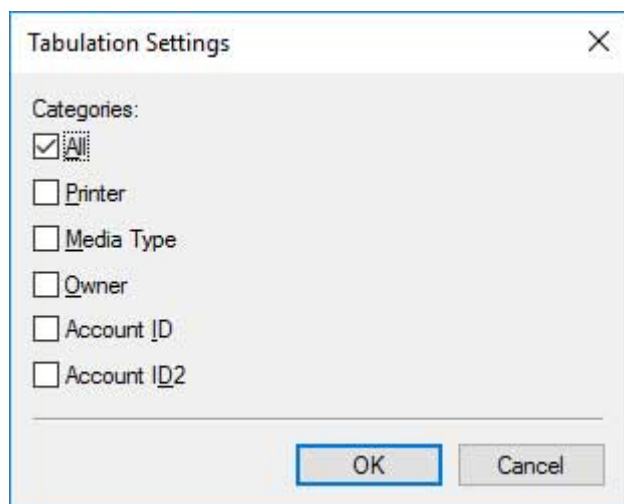 Tabulation Settings
Categories:
All
Printer
Media Type
Owner
Account ID
Account ID2
OK Cancel